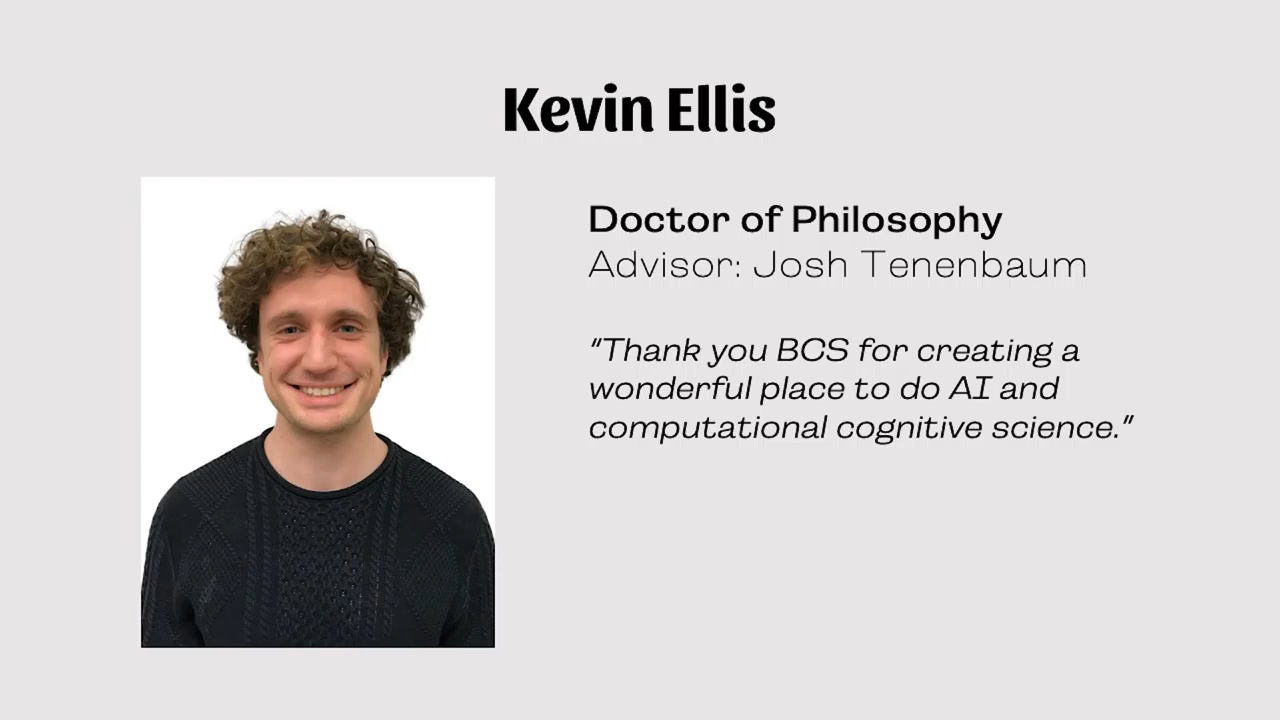 Kevin Ellis
Doctor of Philosophy
Advisor: Josh Tenenbaum
“Thank you BCS for creating a
wonderful place to do AI and
computational cognitive science.”